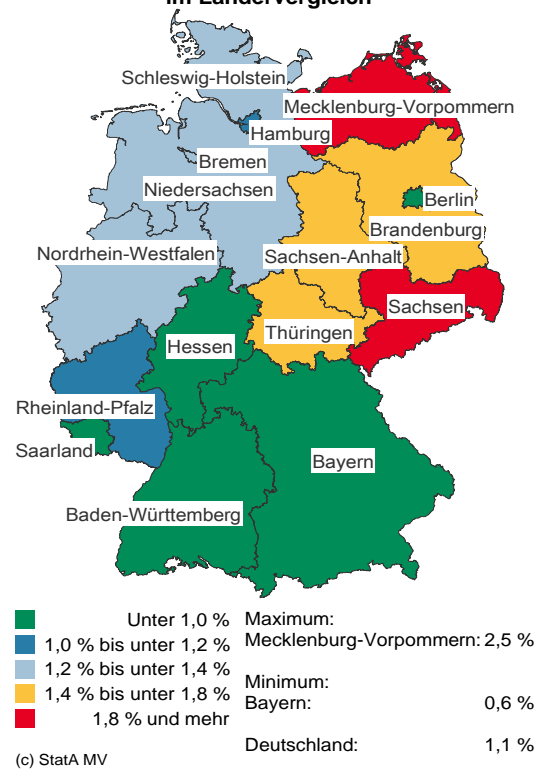 im Ländervergleich
Schleswig-Holstein
Mecklenburg-Vorpommern
Hamburg
Bremen
Niedersachsen
Berlin
Brandenburg
Nordrhein-Westfalen
Sachsen-Anhalt
Sachsen
Thüringen
Hessen
Rheinland-Pfalz
Saarland
Bayern
Baden-Württemberg
Unter 1,0 %
1,0 % bis unter 1,2 %
1,2 % bis unter 1,4 %
1,4 % bis unter 1,8 %
1,8 % und mehr
Maximum:
Mecklenburg-Vorpommern: 2,5 %
Minimum:
Bayern: 0,6 %
Deutschland: 1,1 %
(c) StatA MV